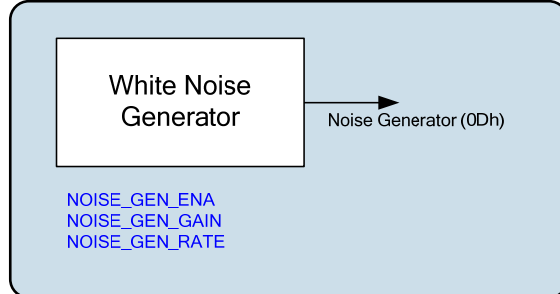 White Noise
Generator
Noise Generator (0Dh)
NOISE_GEN_ENA
NOISE_GEN_GAIN
NOISE_GEN_RATE